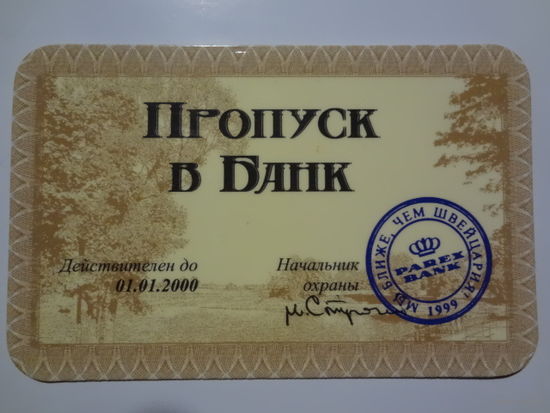 Пропуск
в Банк
Действителен до
01.01.2000
Начальник
охраны
МЫ БЛИЖЕ, ЧЕМ ШВЕЙЦАРИЯ!
PAREX
BANK
1999